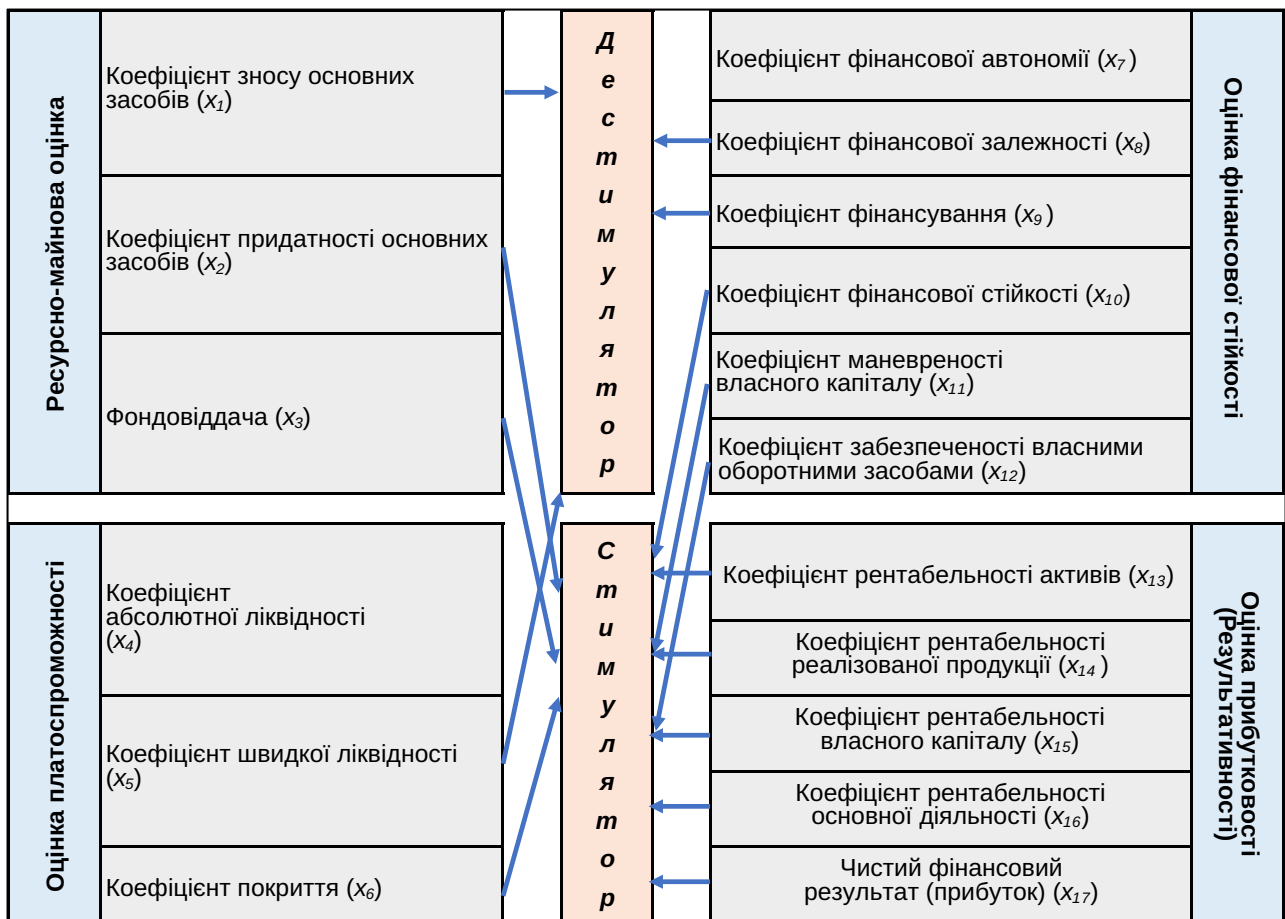 Ресурсно-майнова оцінка
Коефіцієнт зносу основних
засобів (x1)
Коефіцієнт придатності основних
засобів (x2)
Фондовіддача (x3)
Дестимулятор
Коефіцієнт фінансової автономії (x7)
Коефіцієнт фінансової залежності (x8)
Коефіцієнт фінансування (x9)
Коефіцієнт фінансової стійкості (x10)
Коефіцієнт маневреності
власного капіталу (x11)
Коефіцієнт забезпеченості власними
оборотними засобами (x12)
Оцінка фінансової стійкості
Оцінка платоспроможності
Коефіцієнт
абсолютної ліквідності
(x4)
Коефіцієнт швидкої ліквідності
(x5)
Коефіцієнт покриття (x6)
Стимулятор
Коефіцієнт рентабельності активів (x13)
Коефіцієнт рентабельності
реалізованої продукції (x14)
Коефіцієнт рентабельності
власного капіталу (x15)
Коефіцієнт рентабельності
основної діяльності (x16)
Чистий фінансовий
результат (прибуток) (x17)
Оцінка прибутковості
(Результативності)